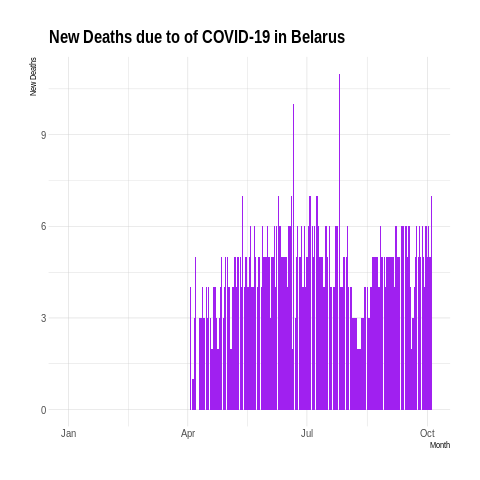 New Deaths due to of COVID-19 in Belarus
New Deaths
9
6
3
0
Jan Apr Jul Oct
Month